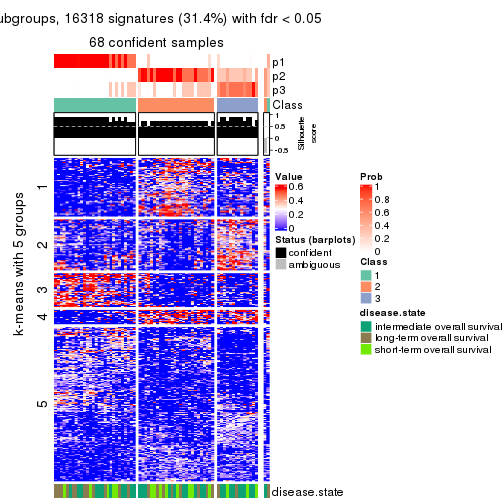 ubgroups, 16318 signatures (31.4%) with fdr < 0.05
68 confident samples
p1
p2
p3
Class
1
0.5
0
-0.5
Silhouette
score
k-means with 5 groups
1
2
3
4
5
disease.state
Value
0.6
0.4
0.2
0
Status (barplots)
confident
ambiguous
Prob
1
0.8
0.6
0.4
0.2
0
Class
1
2
3
disease.state
intermediate overall survival
long-term overall survival
short-term overall survival